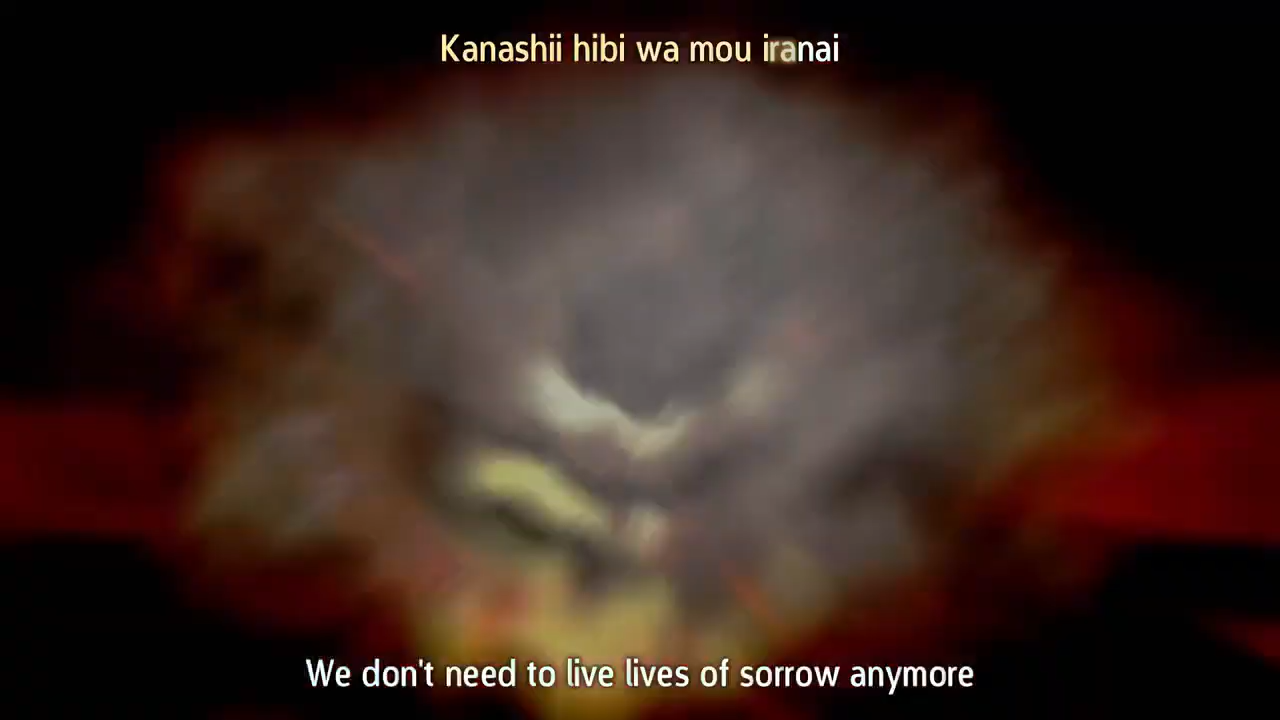 Kanashii hibi wa mou iranai
We don't need to live lives of sorrow anymore